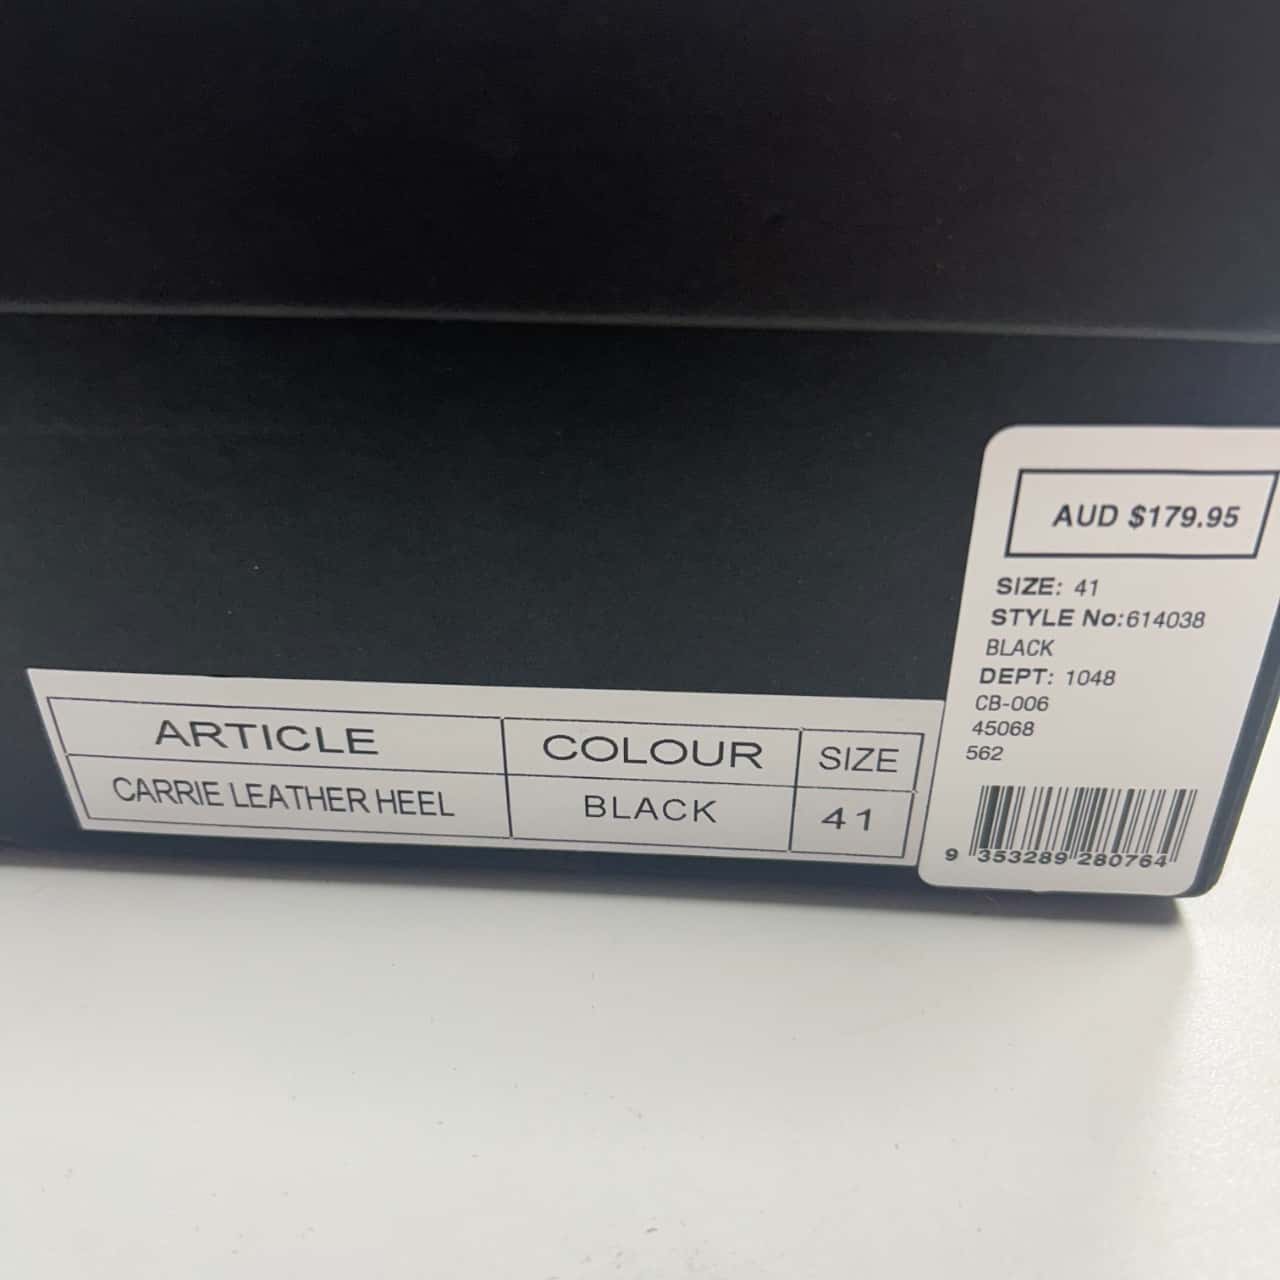 AUD $179.95
SIZE: 41
STYLE No:614038
BLACK
DEPT: 1048
CB-006
45068
562
9 353289 280764
ARTICLE COLOUR SIZE
CARRIE LEATHER HEEL BLACK 41